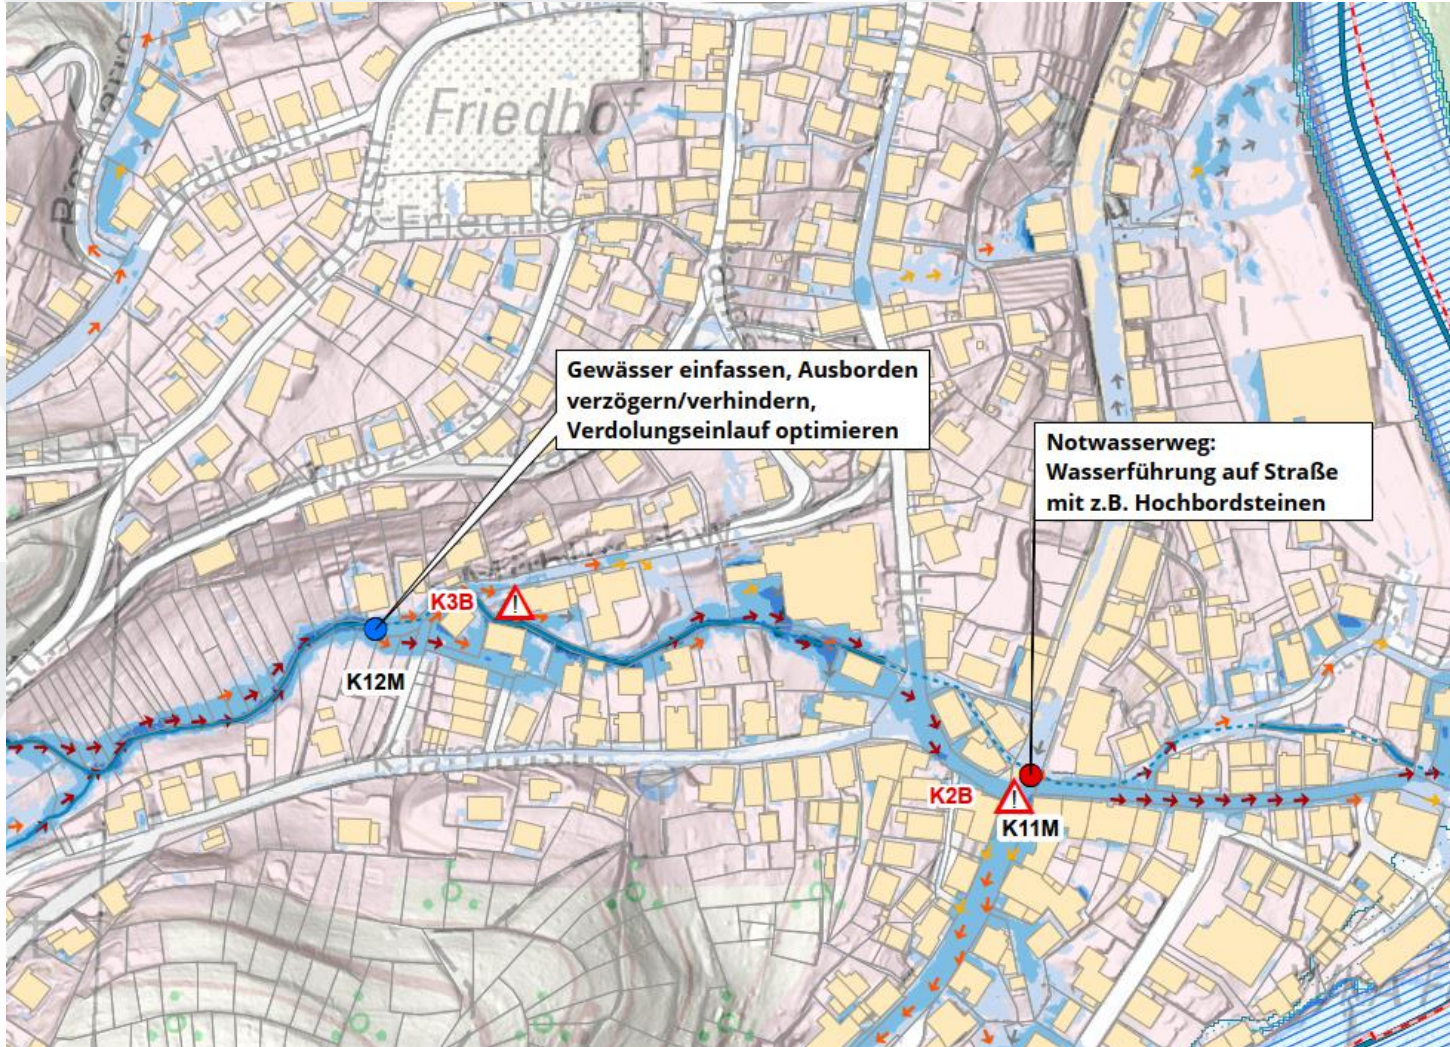 Friedhof
Gewässer einfassen, Ausborden
verzögern/verhindern,
Verdolungseinlauf optimieren
Notwasserweg:
Wasserführung auf Straße
mit z.B. Hochbordsteinen
K3B
K12M
K2B
K11M